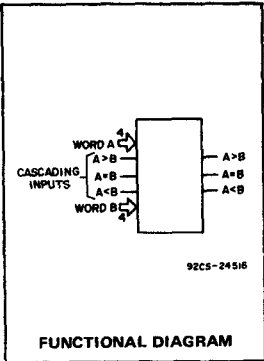 4
WORD A
A>B
A=B
A<B
CASCADING
INPUTS
WORD B
4
A>B
A=B
A<B
92CS-24516
FUNCTIONAL DIAGRAM